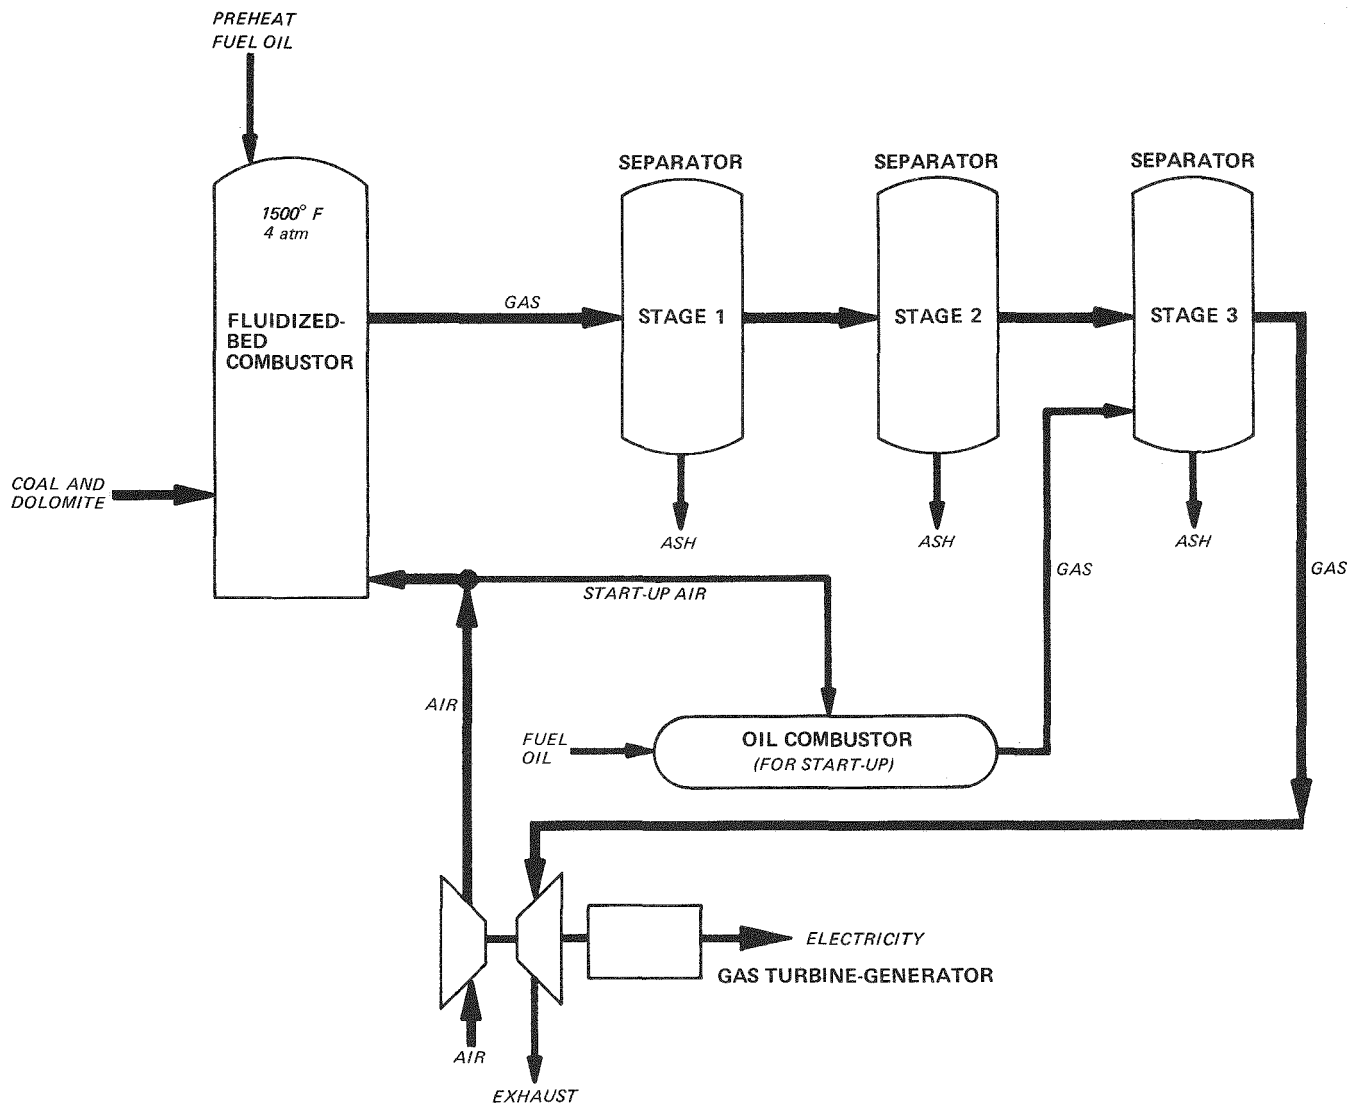 PREHEAT
FUEL OIL
SEPARATOR
SEPARATOR
SEPARATOR
1500° F
4 atm
GAS
FLUIDIZED-
BED
COMBUSTOR
STAGE 1
STAGE 2
STAGE 3
COAL AND
DOLOMITE
ASH
ASH
ASH
GAS
GAS
START-UP AIR
AIR
FUEL
OIL
OIL COMBUSTOR
(FOR START-UP)
ELECTRICITY
GAS TURBINE-GENERATOR
AIR
EXHAUST